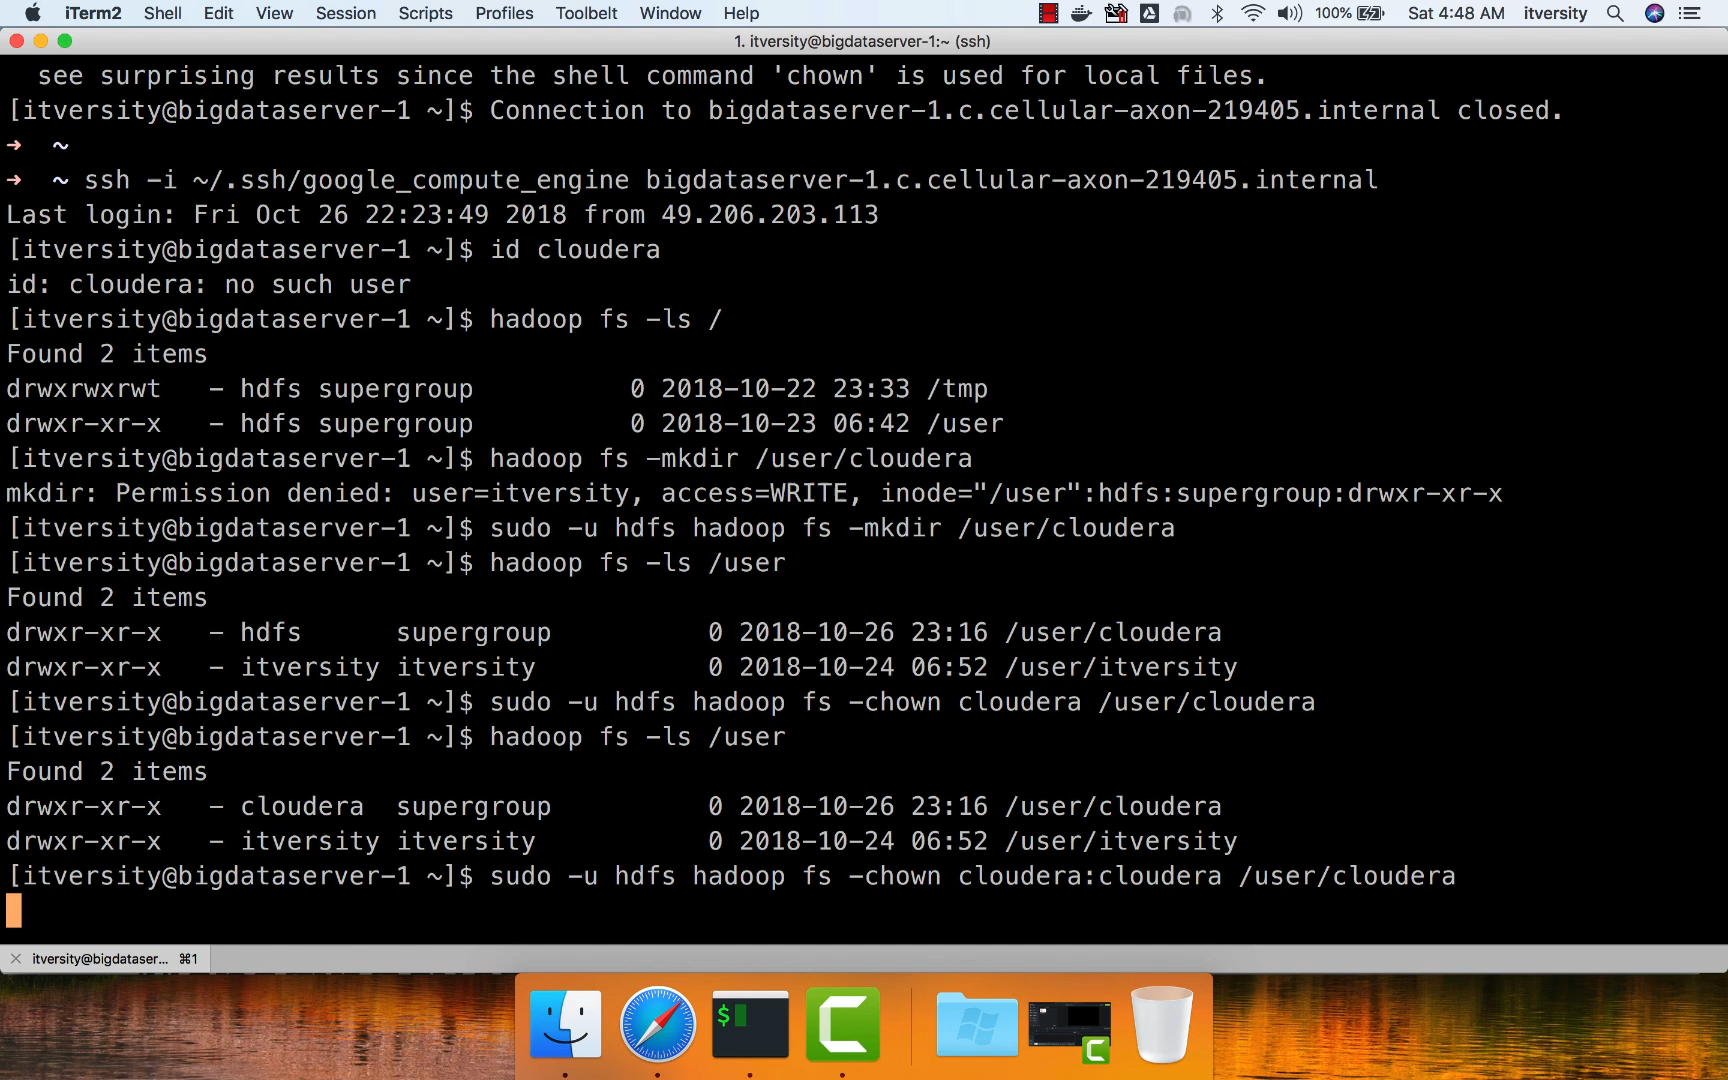 iTerm2 Shell Edit View Session Scripts Profiles Toolbelt Window Help 100% Sat 4:48 AM itversity
1. itversity@bigdataserver-1:~ (ssh)
see surprising results since the shell command 'chown' is used for local files.
[itversity@bigdataserver-1 ~]$ Connection to bigdataserver-1.c.cellular-axon-219405.internal closed.
➜ ~
➜ ~ ssh -i ~/.ssh/google_compute_engine bigdataserver-1.c.cellular-axon-219405.internal
Last login: Fri Oct 26 22:23:49 2018 from 49.206.203.113
[itversity@bigdataserver-1 ~]$ id cloudera
id: cloudera: no such user
[itversity@bigdataserver-1 ~]$ hadoop fs -ls /
Found 2 items
drwxrwxrwt - hdfs supergroup 0 2018-10-22 23:33 /tmp
drwxr-xr-x - hdfs supergroup 0 2018-10-23 06:42 /user
[itversity@bigdataserver-1 ~]$ hadoop fs -mkdir /user/cloudera
mkdir: Permission denied: user=itversity, access=WRITE, inode="/user":hdfs:supergroup:drwxr-xr-x
[itversity@bigdataserver-1 ~]$ sudo -u hdfs hadoop fs -mkdir /user/cloudera
[itversity@bigdataserver-1 ~]$ hadoop fs -ls /user
Found 2 items
drwxr-xr-x - hdfs supergroup 0 2018-10-26 23:16 /user/cloudera
drwxr-xr-x - itversity itversity 0 2018-10-24 06:52 /user/itversity
[itversity@bigdataserver-1 ~]$ sudo -u hdfs hadoop fs -chown cloudera /user/cloudera
[itversity@bigdataserver-1 ~]$ hadoop fs -ls /user
Found 2 items
drwxr-xr-x - cloudera supergroup 0 2018-10-26 23:16 /user/cloudera
drwxr-xr-x - itversity itversity 0 2018-10-24 06:52 /user/itversity
[itversity@bigdataserver-1 ~]$ sudo -u hdfs hadoop fs -chown cloudera:cloudera /user/cloudera
itversity@bigdataser... ⌘1
$